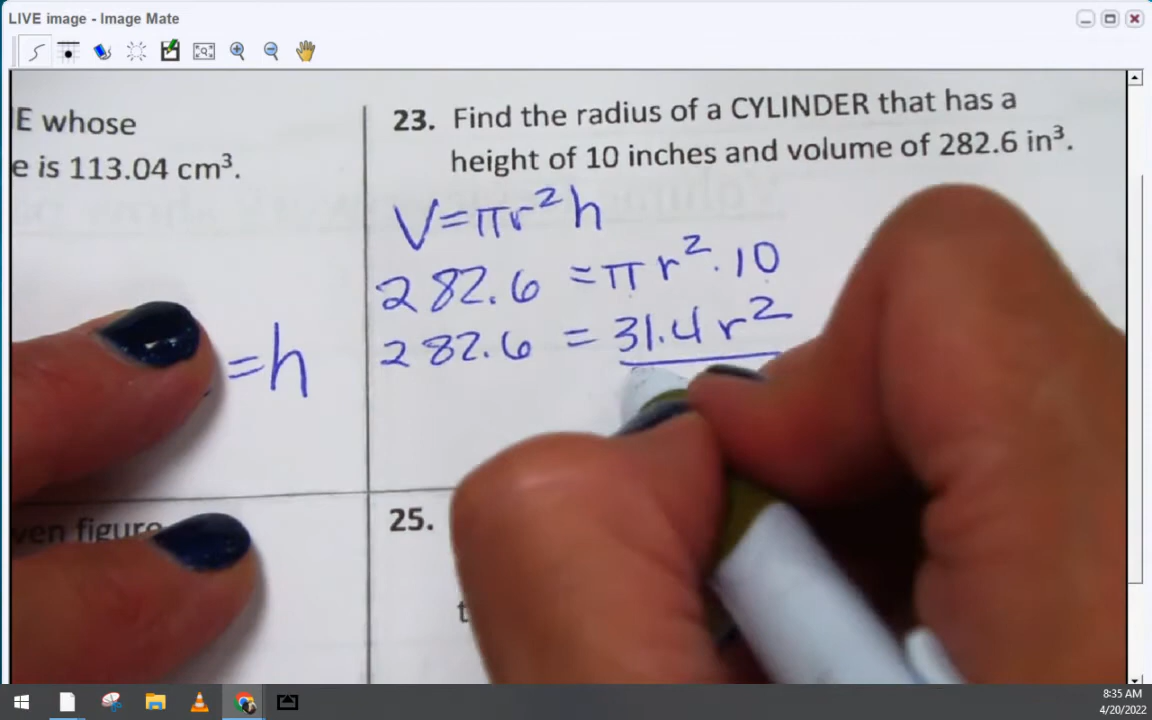 LIVE image - Image Mate
E whose
e is 113.04 cm³.
= h
23. Find the radius of a CYLINDER that has a
height of 10 inches and volume of 282.6 in³.
V = πr²h
282.6 = πr²·10
282.6 = 31.4r²
ven figure
25.
t
8:35 AM
4/20/2022